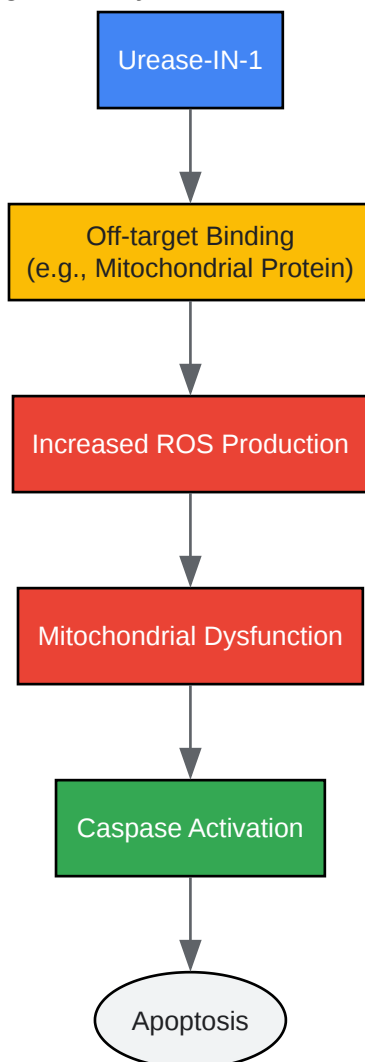 Urease-IN-1
Off-target Binding
(e.g., Mitochondrial Protein)
Increased ROS Production
Mitochondrial Dysfunction
Caspase Activation
Apoptosis